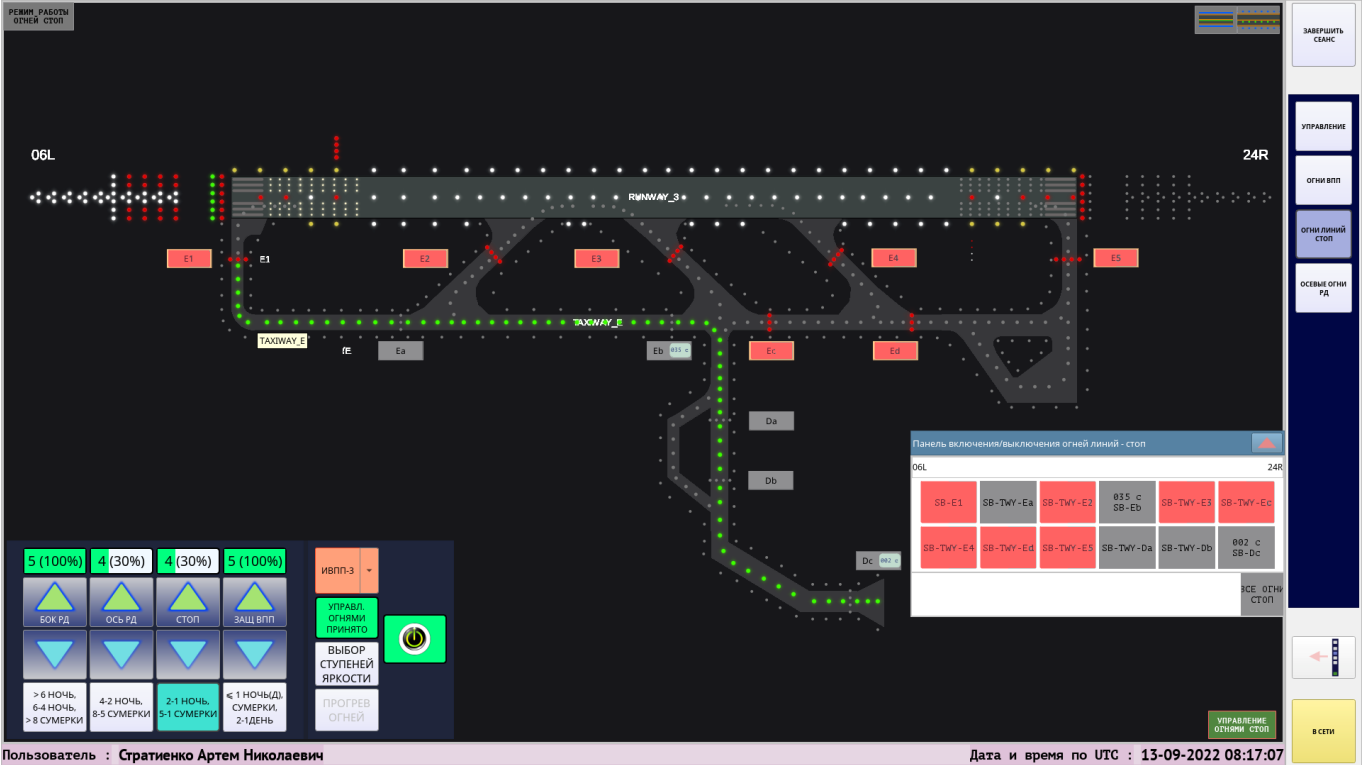 РЕЖИМ_РАБОТЫ
ОГНЕЙ СТОП
ЗАВЕРШИТЬ
СЕАНС
УПРАВЛЕНИЕ
ОГНИ ВПП
ОГНИ ЛИНИЙ
СТОП
ОСЕВЫЕ ОГНИ
РД
06L
24R
RUNWAY_3
E1
E1
E2
E3
E4
E5
TAXIWAY_E
Ea
Eb 035 с
Ec
Ed
Da
Db
Dc 002 с
Панель включения/выключения огней линий - стоп
06L 24R
SB-E1
SB-TWY-Ea
SB-TWY-E2
035 с
SB-Eb
SB-TWY-E3
SB-TWY-Ec
SB-TWY-E4
SB-TWY-Ed
SB-TWY-E5
SB-TWY-Da
SB-TWY-Db
002 с
SB-Dc
ВСЕ ОГНИ
СТОП
5 (100%)
4 (30%)
4 (30%)
5 (100%)
БОК РД
ОСЬ РД
СТОП
ЗАЩ ВПП
> 6 НОЧЬ,
6-4 НОЧЬ,
> 8 СУМЕРКИ
4-2 НОЧЬ,
8-5 СУМЕРКИ
2-1 НОЧЬ,
5-1 СУМЕРКИ
⩽ 1 НОЧЬ(Д),
СУМЕРКИ,
2-1ДЕНЬ
ИВПП-3
УПРАВЛ.
ОГНЯМИ
ПРИНЯТО
ВЫБОР
СТУПЕНЕЙ
ЯРКОСТИ
ПРОГРЕВ
ОГНЕЙ
УПРАВЛЕНИЕ
ОГНЯМИ СТОП
В СЕТИ
Пользователь : Стратиенко Артем Николаевич
Дата и время по UTC : 13-09-2022 08:17:07